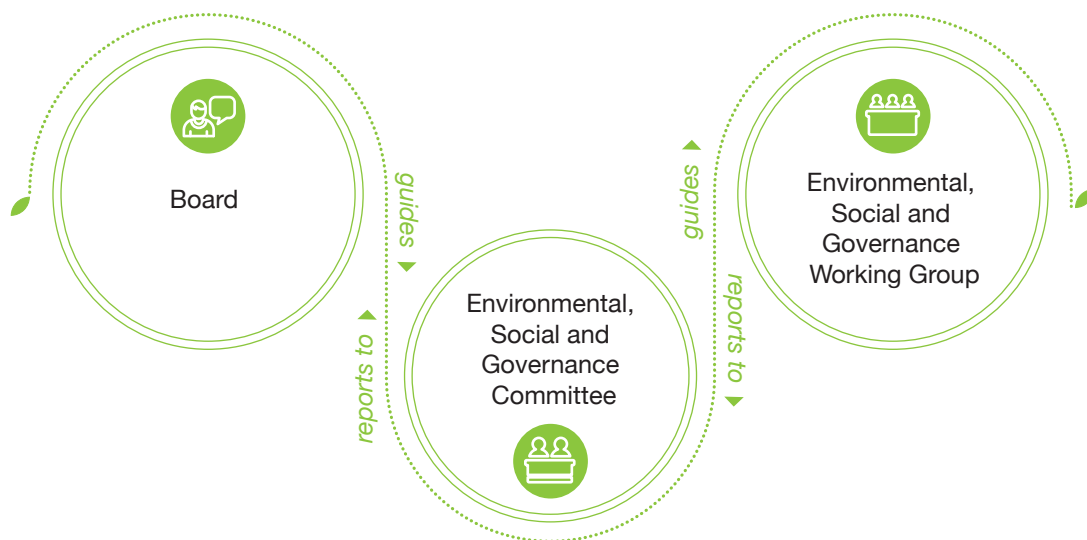 Board
guides
reports to
Environmental,
Social and
Governance
Committee
guides
reports to
Environmental,
Social and
Governance
Working Group